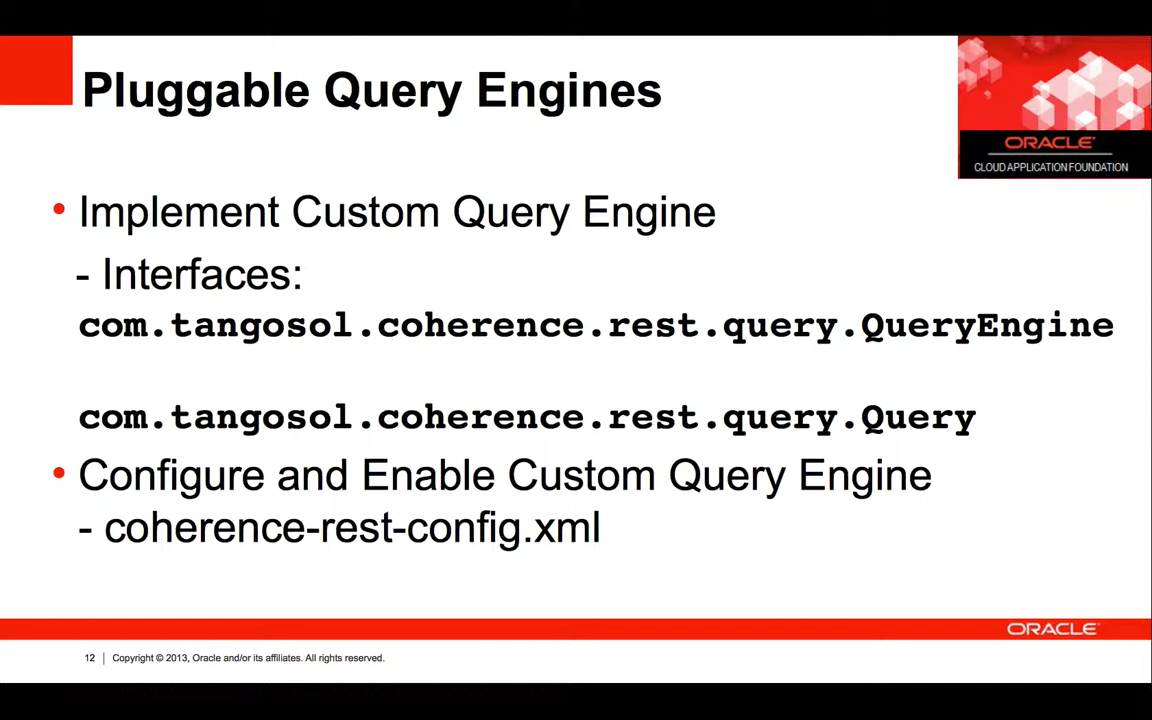 Pluggable Query Engines
ORACLE
CLOUD APPLICATION FOUNDATION
• Implement Custom Query Engine
- Interfaces:
com.tangosol.coherence.rest.query.QueryEngine
com.tangosol.coherence.rest.query.Query
• Configure and Enable Custom Query Engine
- coherence-rest-config.xml
ORACLE
12 | Copyright © 2013, Oracle and/or its affiliates. All rights reserved.